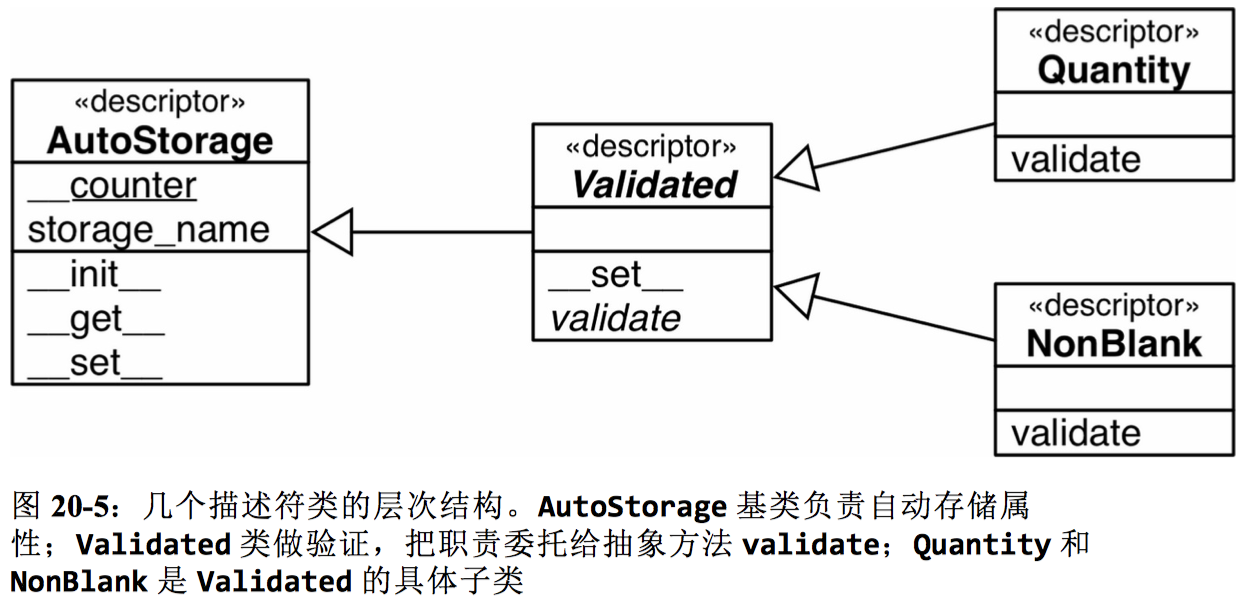 «descriptor»
AutoStorage
__counter
storage_name
__init__
__get__
__set__
«descriptor»
Validated
__set__
validate
«descriptor»
Quantity
validate
«descriptor»
NonBlank
validate
图 20-5：几个描述符类的层次结构。AutoStorage 基类负责自动存储属
性；Validated 类做验证，把职责委托给抽象方法 validate；Quantity 和
NonBlank 是 Validated 的具体子类